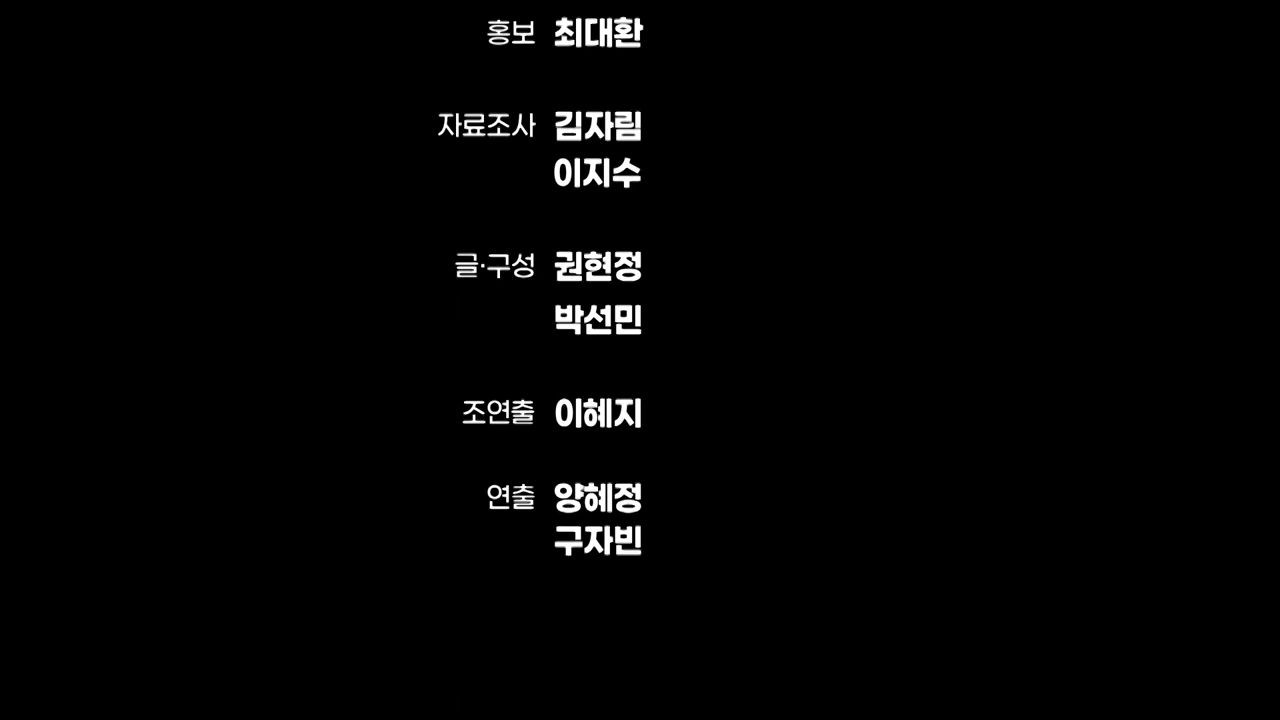 홍보 최대환
자료조사 김자림
이지수
글·구성 권현정
박선민
조연출 이혜지
연출 양혜정
구자빈